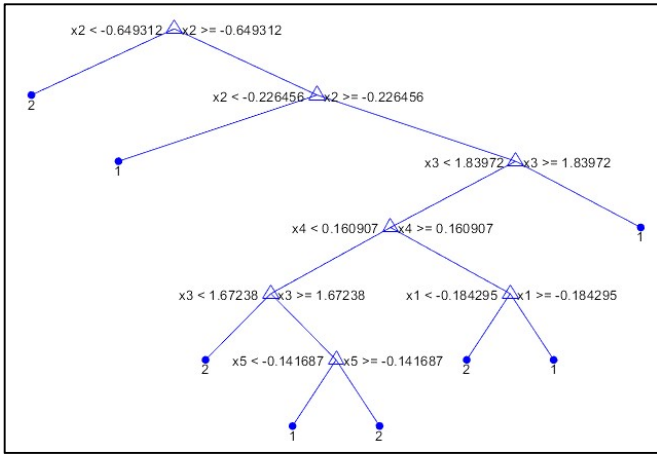 x2 < -0.649312 x2 >= -0.649312
2
x2 < -0.226456 x2 >= -0.226456
1
x3 < 1.83972 x3 >= 1.83972
x4 < 0.160907 x4 >= 0.160907
1
x3 < 1.67238 x3 >= 1.67238 x1 < -0.184295 x1 >= -0.184295
2 x5 < -0.141687 x5 >= -0.141687 2 1
1 2